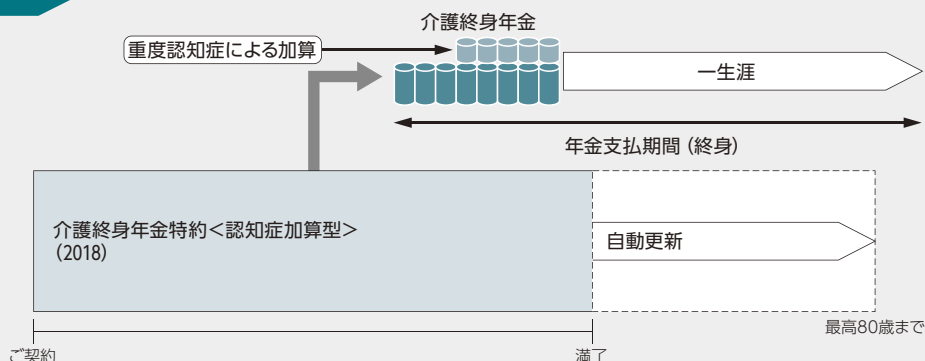 介護終身年金
重度認知症による加算
一生涯
年金支払期間（終身）
介護終身年金特約＜認知症加算型＞
（2018）
自動更新
最高80歳まで
ご契約
満了